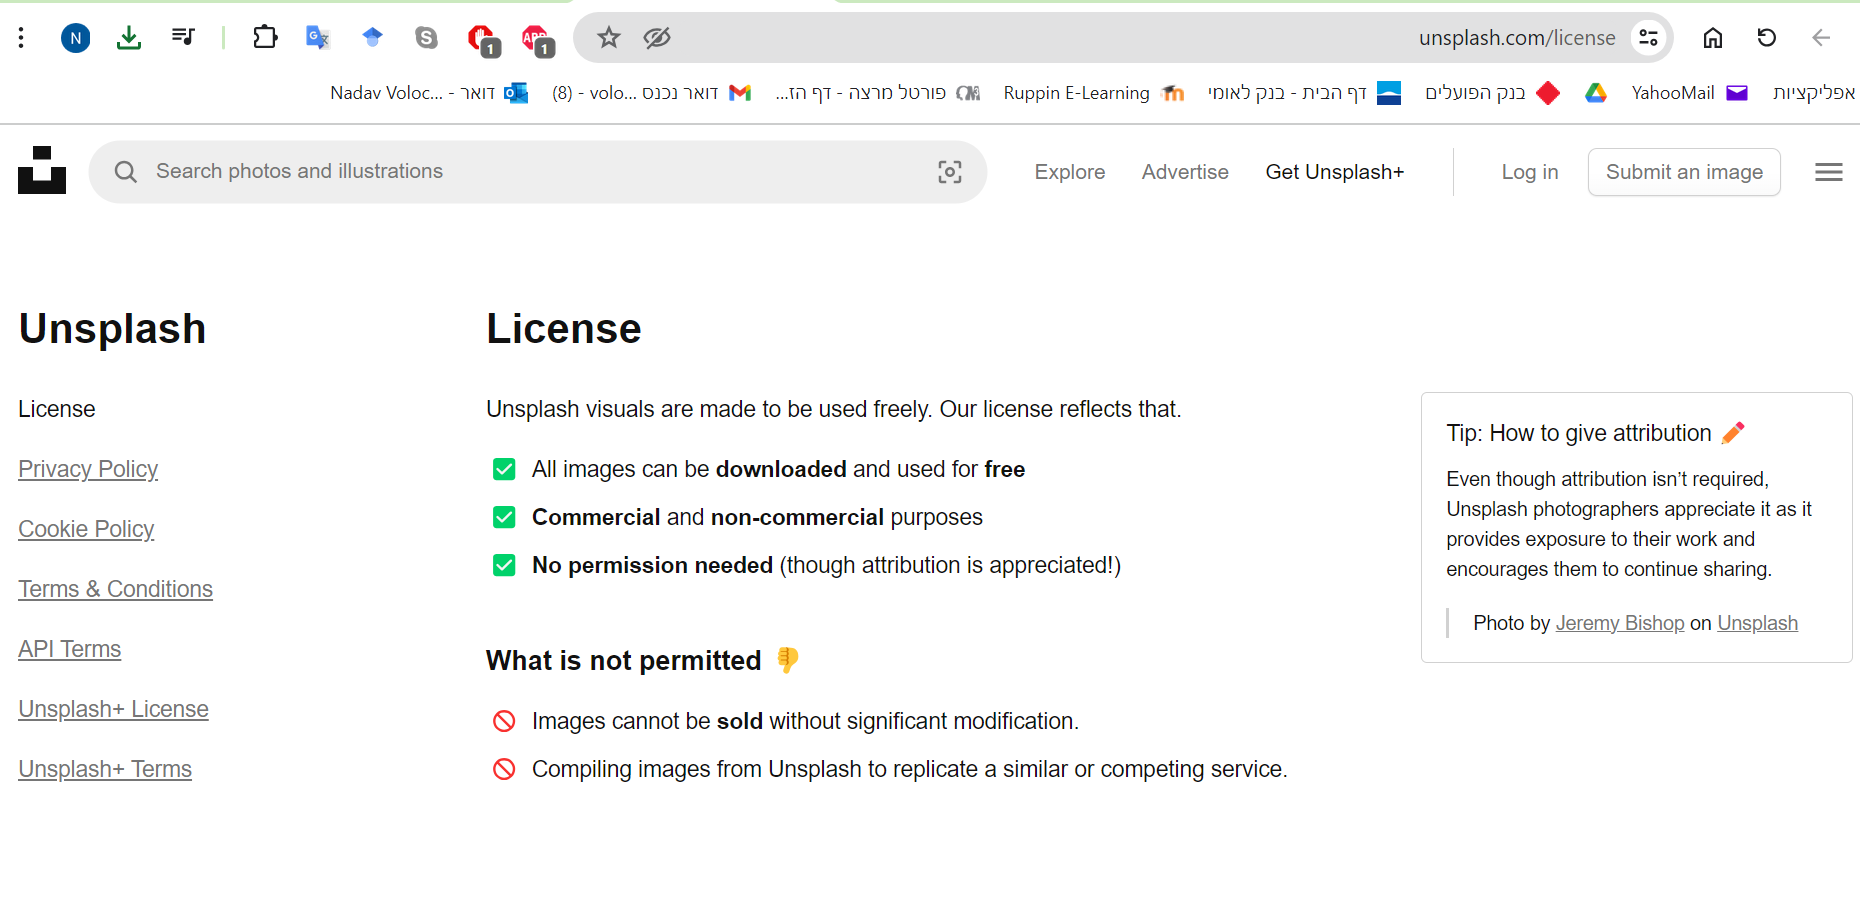 N
1
ABP
1
unsplash.com/license
אפליקציות
YahooMail
בנק הפועלים
דף הבית - בנק לאומי
Ruppin E-Learning
פורטל מרצה - דף הז...
דואר נכנס (8) - volo...
דואר - Nadav Voloc...
Search photos and illustrations
Explore
Advertise
Get Unsplash+
Log in
Submit an image
Unsplash
License
Privacy Policy
Cookie Policy
Terms & Conditions
API Terms
Unsplash+ License
Unsplash+ Terms
License
Unsplash visuals are made to be used freely. Our license reflects that.
All images can be downloaded and used for free
Commercial and non-commercial purposes
No permission needed (though attribution is appreciated!)
What is not permitted 👎
Images cannot be sold without significant modification.
Compiling images from Unsplash to replicate a similar or competing service.
Tip: How to give attribution ✏️
Even though attribution isn’t required,
Unsplash photographers appreciate it as it
provides exposure to their work and
encourages them to continue sharing.
Photo by Jeremy Bishop on Unsplash